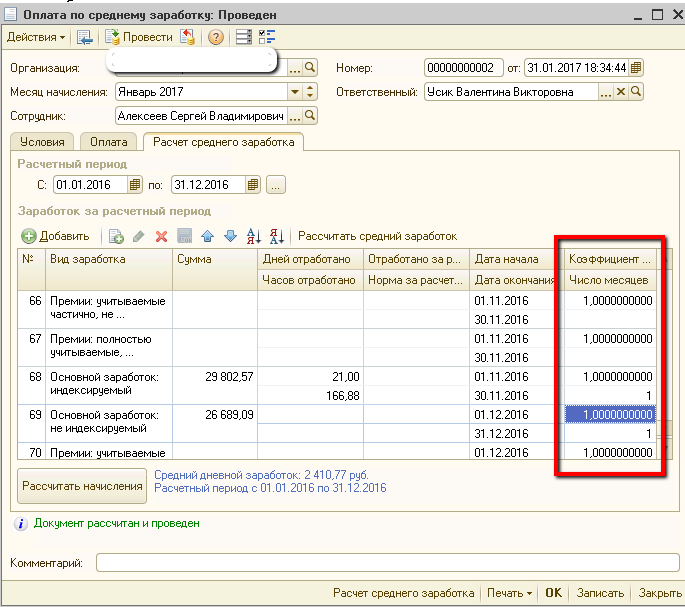 Оплата по среднему заработку: Проведен
Действия Провести
Организация: Номер: 00000000002 от: 31.01.2017 18:34:44
Месяц начисления: Январь 2017 Ответственный: Усик Валентина Викторовна
Сотрудник: Алексеев Сергей Владимирович
Условия Оплата Расчет среднего заработка
Расчетный период
С: 01.01.2016 по: 31.12.2016 ...
Заработок за расчетный период
Добавить Рассчитать средний заработок
№ Вид заработка Сумма Дней отработано Отработано за р... Дата начала Коэффициент ...
Часов отработано Норма за расчет... Дата окончания Число месяцев
66 Премии: учитываемые 01.11.2016 1,0000000000
частично, не ... 30.11.2016
67 Премии: полностью 01.11.2016 1,0000000000
учитываемые, ... 30.11.2016
68 Основной заработок: 29 802,57 21,00 01.11.2016 1,0000000000
индексируемый 166,88 30.11.2016 1
69 Основной заработок: 26 689,09 01.12.2016 1,0000000000
не индексируемый 31.12.2016 1
70 Премии: учитываемые 01.12.2016 1,0000000000
Рассчитать начисления Средний дневной заработок: 2 410,77 руб.
Расчетный период с 01.01.2016 по 31.12.2016
Документ рассчитан и проведен
Комментарий:
Расчет среднего заработка Печать OK Записать Закрыть